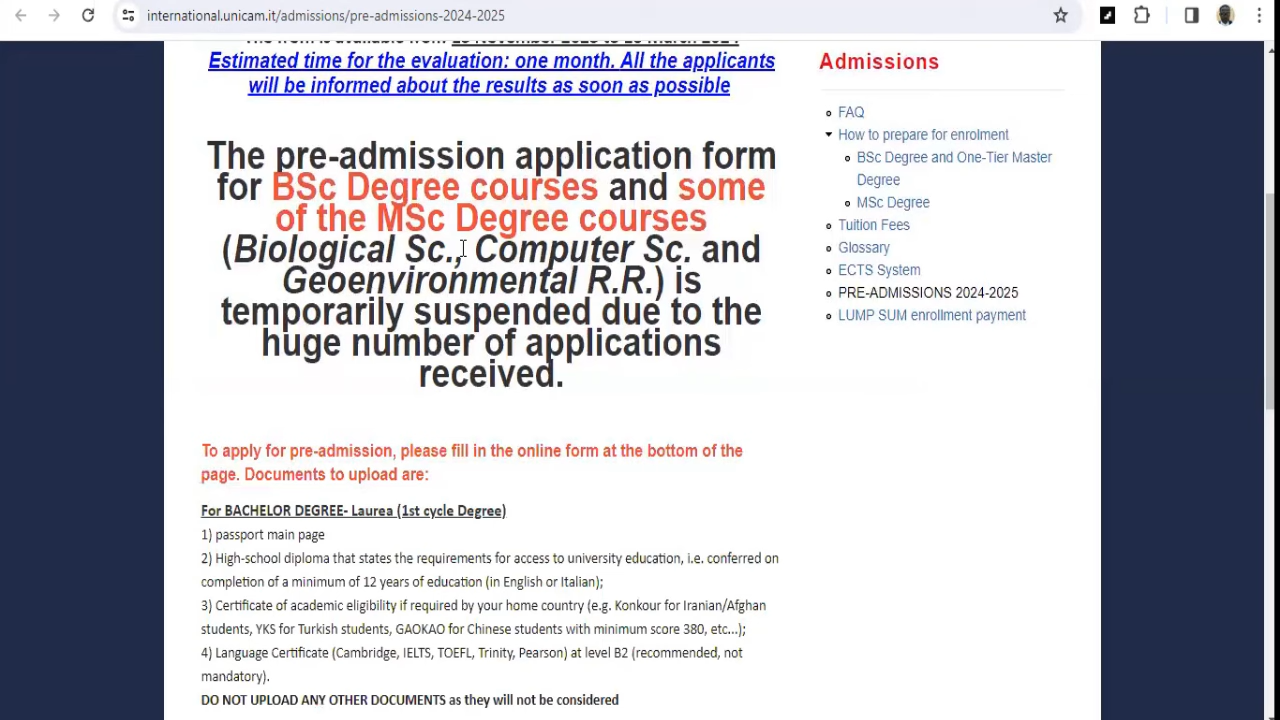 international.unicam.it/admissions/pre-admissions-2024-2025
Estimated time for the evaluation: one month. All the applicants
will be informed about the results as soon as possible
The pre-admission application form
for BSc Degree courses and some
of the MSc Degree courses
(Biological Sc., Computer Sc. and
Geoenvironmental R.R.) is
temporarily suspended due to the
huge number of applications
received.
To apply for pre-admission, please fill in the online form at the bottom of the
page. Documents to upload are:
For BACHELOR DEGREE- Laurea (1st cycle Degree)
1) passport main page
2) High-school diploma that states the requirements for access to university education, i.e. conferred on
completion of a minimum of 12 years of education (in English or Italian);
3) Certificate of academic eligibility if required by your home country (e.g. Konkour for Iranian/Afghan
students, YKS for Turkish students, GAOKAO for Chinese students with minimum score 380, etc...);
4) Language Certificate (Cambridge, IELTS, TOEFL, Trinity, Pearson) at level B2 (recommended, not
mandatory).
DO NOT UPLOAD ANY OTHER DOCUMENTS as they will not be considered
Admissions
FAQ
How to prepare for enrolment
BSc Degree and One-Tier Master
Degree
MSc Degree
Tuition Fees
Glossary
ECTS System
PRE-ADMISSIONS 2024-2025
LUMP SUM enrollment payment